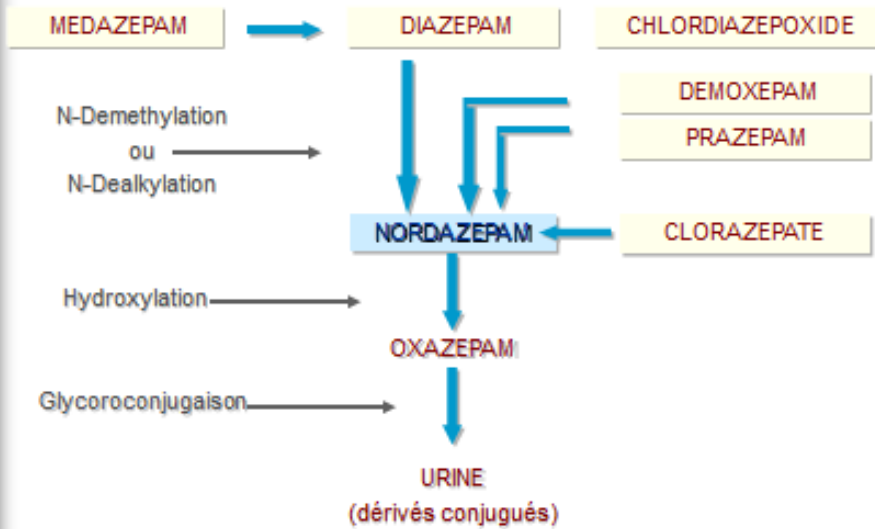 MEDAZEPAM
DIAZEPAM
CHLORDIAZEPOXIDE
DEMOXEPAM
PRAZEPAM
N-Demethylation
ou
N-Dealkylation
NORDAZEPAM
CLORAZEPATE
Hydroxylation
OXAZEPAM
Glycoroconjugaison
URINE
(dérivés conjugués)